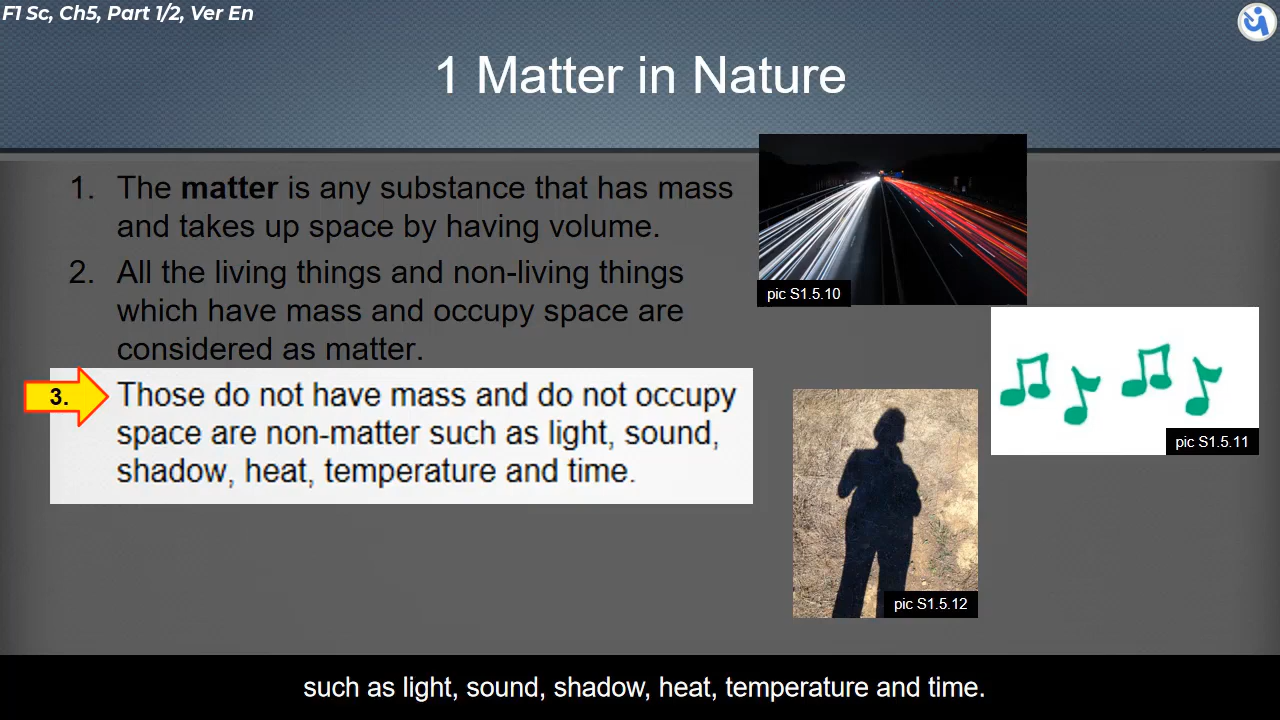 F1 Sc, Ch5, Part 1/2, Ver En
1 Matter in Nature
1. The matter is any substance that has mass
and takes up space by having volume.
2. All the living things and non-living things
which have mass and occupy space are
considered as matter.
3. Those do not have mass and do not occupy
space are non-matter such as light, sound,
shadow, heat, temperature and time.
pic S1.5.10
pic S1.5.11
pic S1.5.12
such as light, sound, shadow, heat, temperature and time.